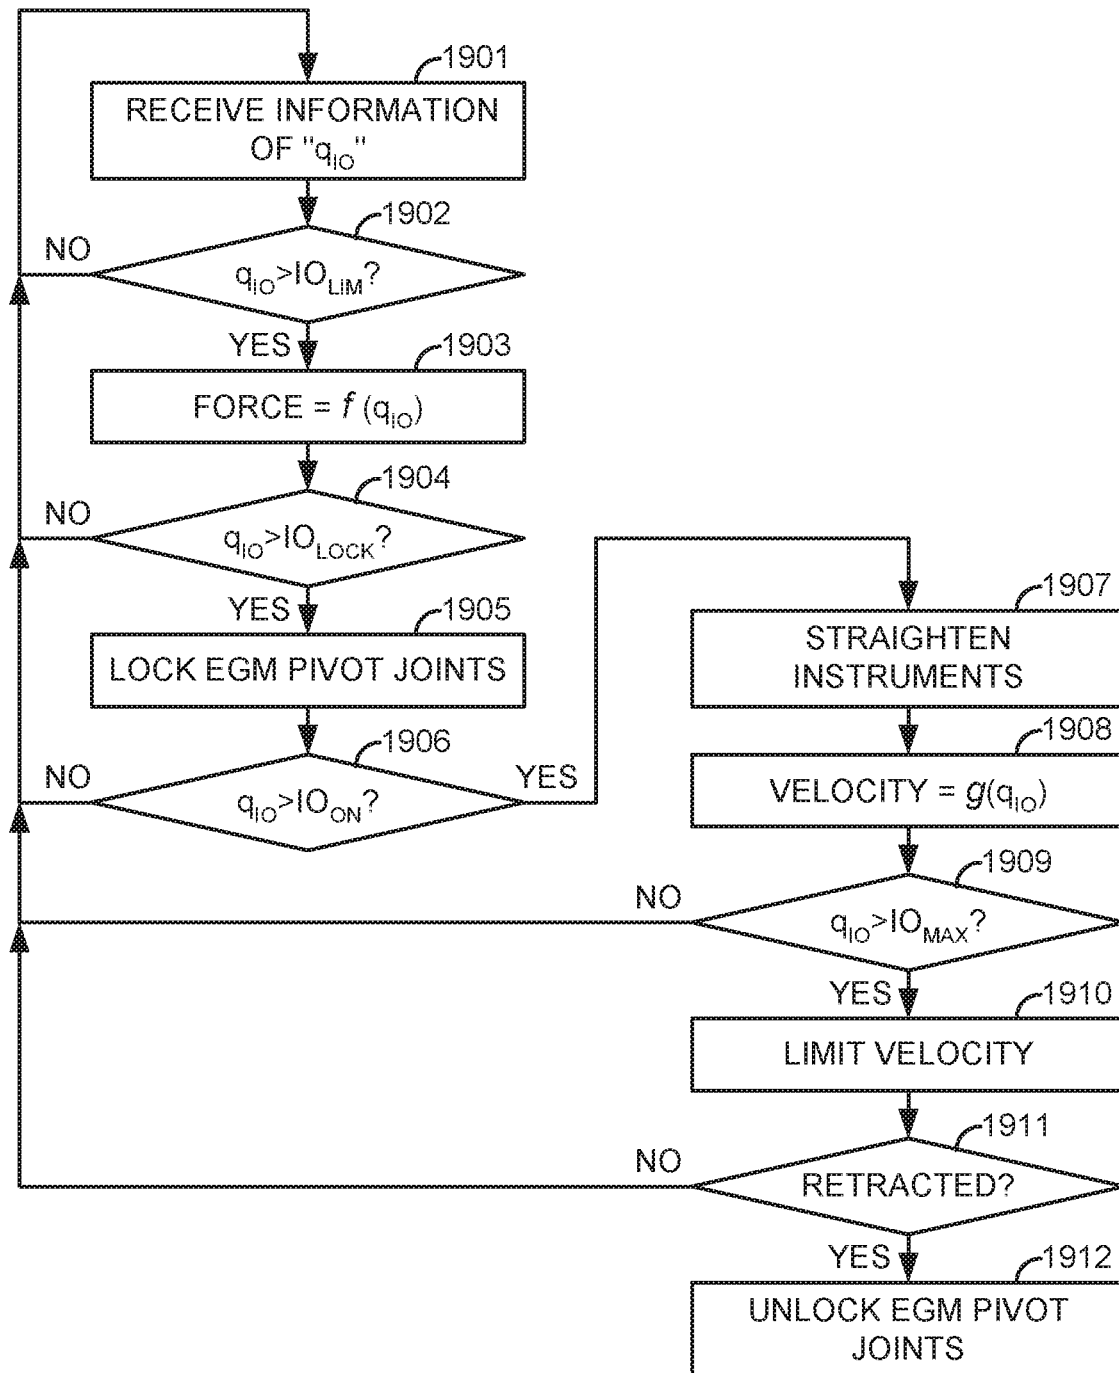 1901
RECEIVE INFORMATION
OF "qIO"
1902
NO
qIO>IOLIM?
YES
1903
FORCE = f (qIO)
1904
NO
qIO>IOLOCK?
YES
1905
LOCK EGM PIVOT JOINTS
1906
NO
qIO>IOON?
YES
1907
STRAIGHTEN
INSTRUMENTS
1908
VELOCITY = g(qIO)
1909
NO
qIO>IOMAX?
YES
1910
LIMIT VELOCITY
1911
NO
RETRACTED?
YES
1912
UNLOCK EGM PIVOT
JOINTS